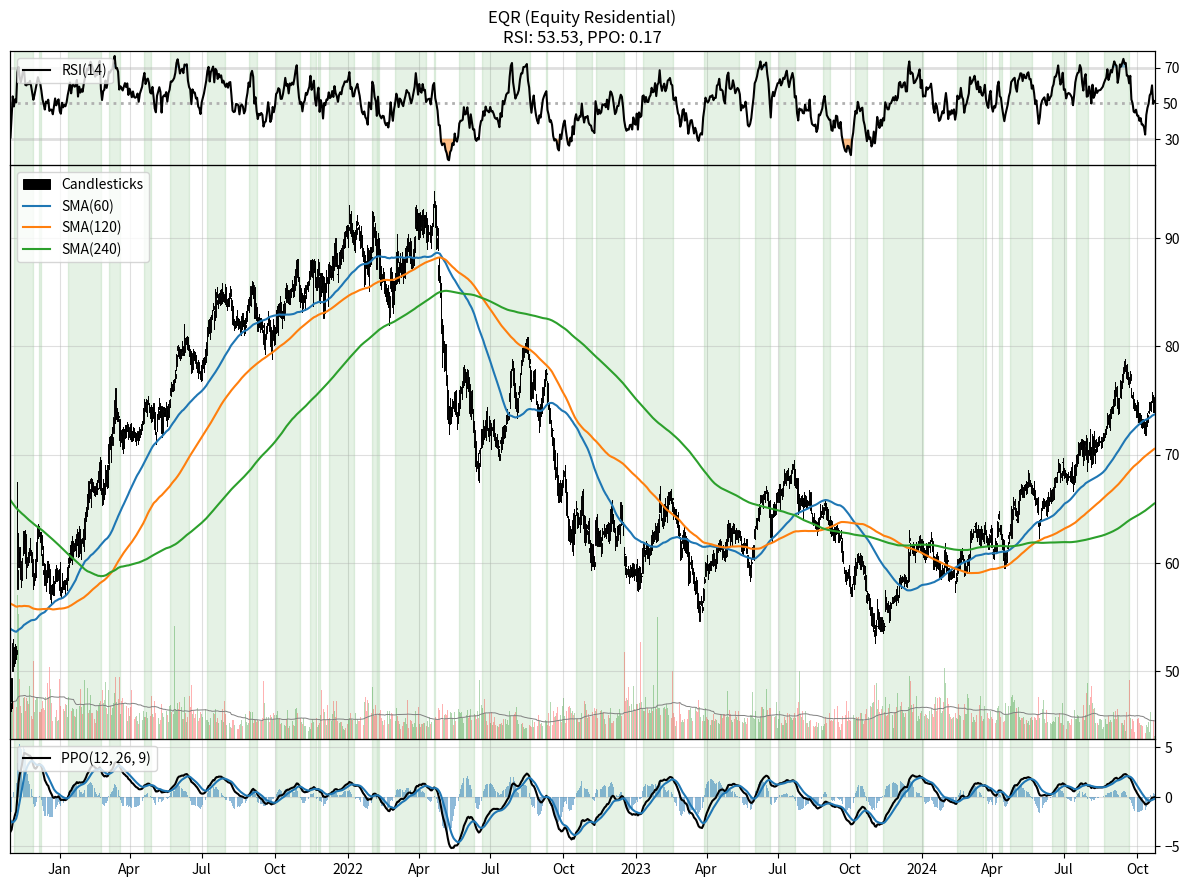 EQR (Equity Residential)
RSI: 53.53, PPO: 0.17
RSI(14)
70
50
30
Candlesticks
SMA(60)
SMA(120)
SMA(240)
90
80
70
60
50
PPO(12, 26, 9)
5
0
−5
Jan Apr Jul Oct 2022 Apr Jul Oct 2023 Apr Jul Oct 2024 Apr Jul Oct